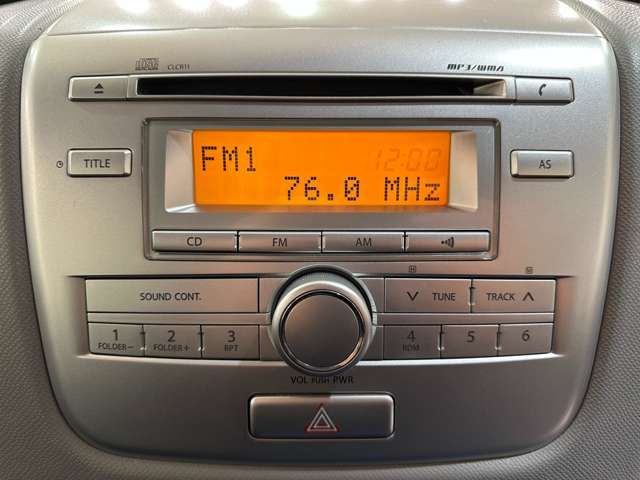 CLCR11 MP3/WMA
TITLE
FM1 12:00
76.0 MHz
AS
CD FM AM
SOUND CONT.
TUNE TRACK
1 2 3 4 5 6
FOLDER− FOLDER+ RPT RDM
VOL PUSH PWR